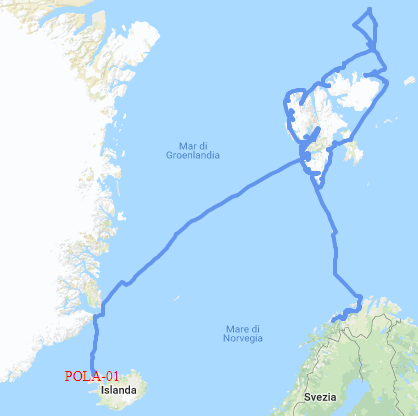 Mar di
Groenlandia
Mare di
Norvegia
POLA-01
Islanda
Svezia